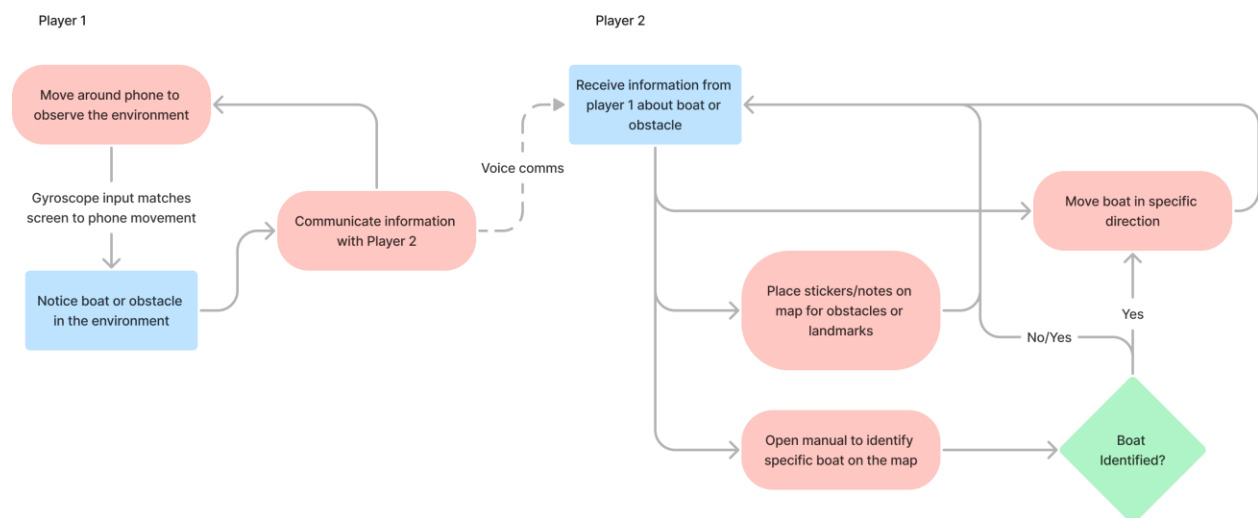 Player 1
Player 2
Move around phone to
observe the environment
Gyroscope input matches
screen to phone movement
Notice boat or obstacle
in the environment
Communicate information
with Player 2
Voice comms
Receive information from
player 1 about boat or
obstacle
Move boat in specific
direction
Place stickers/notes on
map for obstacles or
landmarks
Yes
No/Yes
Open manual to identify
specific boat on the map
Boat
Identified?